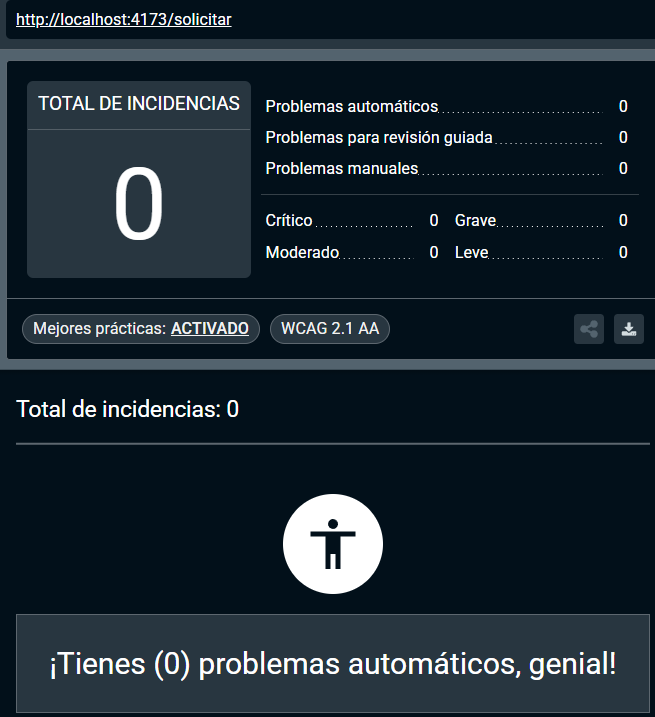 http://localhost:4173/solicitar
TOTAL DE INCIDENCIAS
0
Problemas automáticos 0
Problemas para revisión guiada 0
Problemas manuales 0
Crítico 0 Grave 0
Moderado 0 Leve 0
Mejores prácticas: ACTIVADO WCAG 2.1 AA
Total de incidencias: 0
¡Tienes (0) problemas automáticos, genial!